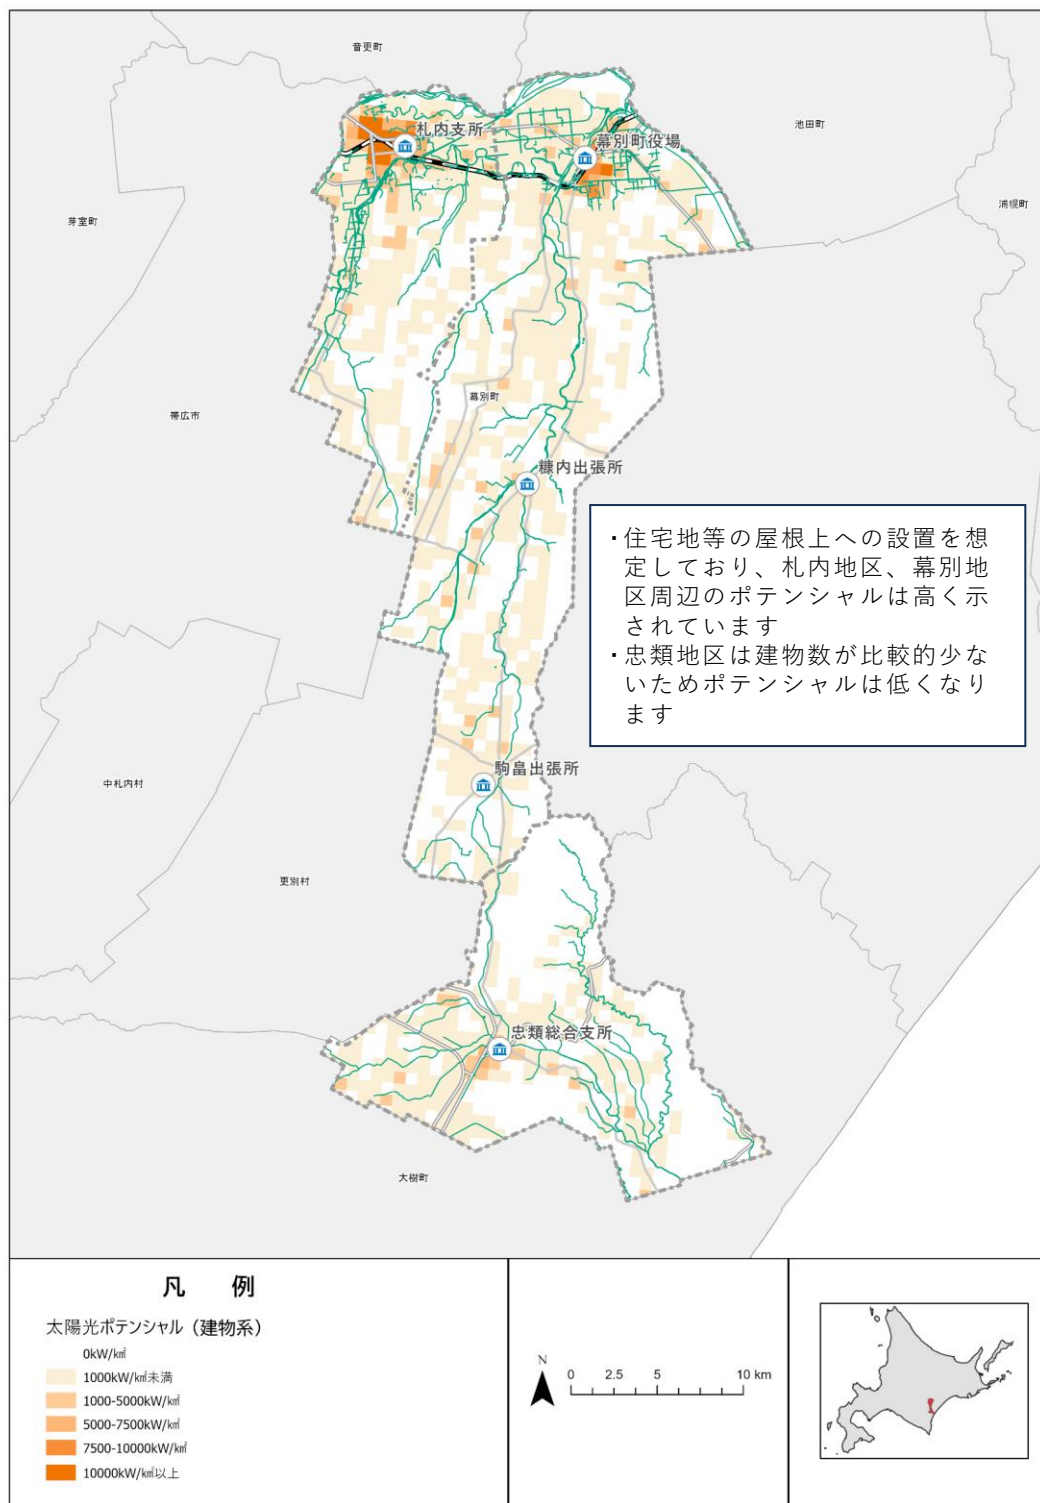 音更町
札内支所
幕別町役場
池田町
浦幌町
芽室町
帯広市
幕別町
糠内出張所
・住宅地等の屋根上への設置を想
定しており、札内地区、幕別地
区周辺のポテンシャルは高く示
されています
・忠類地区は建物数が比較的少な
いためポテンシャルは低くなり
ます
駒畠出張所
中札内村
更別村
忠類総合支所
大樹町
凡 例
太陽光ポテンシャル（建物系）
0kW/㎢
1000kW/㎢未満
1000-5000kW/㎢
5000-7500kW/㎢
7500-10000kW/㎢
10000kW/㎢以上
N
0 2.5 5 10 km